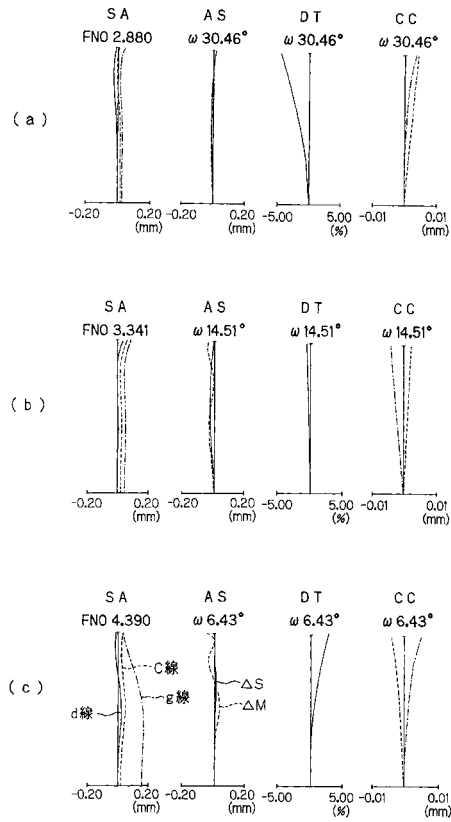 SA AS DT CC
FNO 2.880 ω 30.46° ω 30.46° ω 30.46°
(a)
-0.20 0.20 -0.20 0.20 -5.00 5.00 -0.01 0.01
(mm) (mm) (%) (mm)
SA AS DT CC
FNO 3.341 ω 14.51° ω 14.51° ω 14.51°
(b)
-0.20 0.20 -0.20 0.20 -5.00 5.00 -0.01 0.01
(mm) (mm) (%) (mm)
SA AS DT CC
FNO 4.390 ω 6.43° ω 6.43° ω 6.43°
C線
(c) g線 ΔS
d線 ΔM
-0.20 0.20 -0.20 0.20 -5.00 5.00 -0.01 0.01
(mm) (mm) (%) (mm)